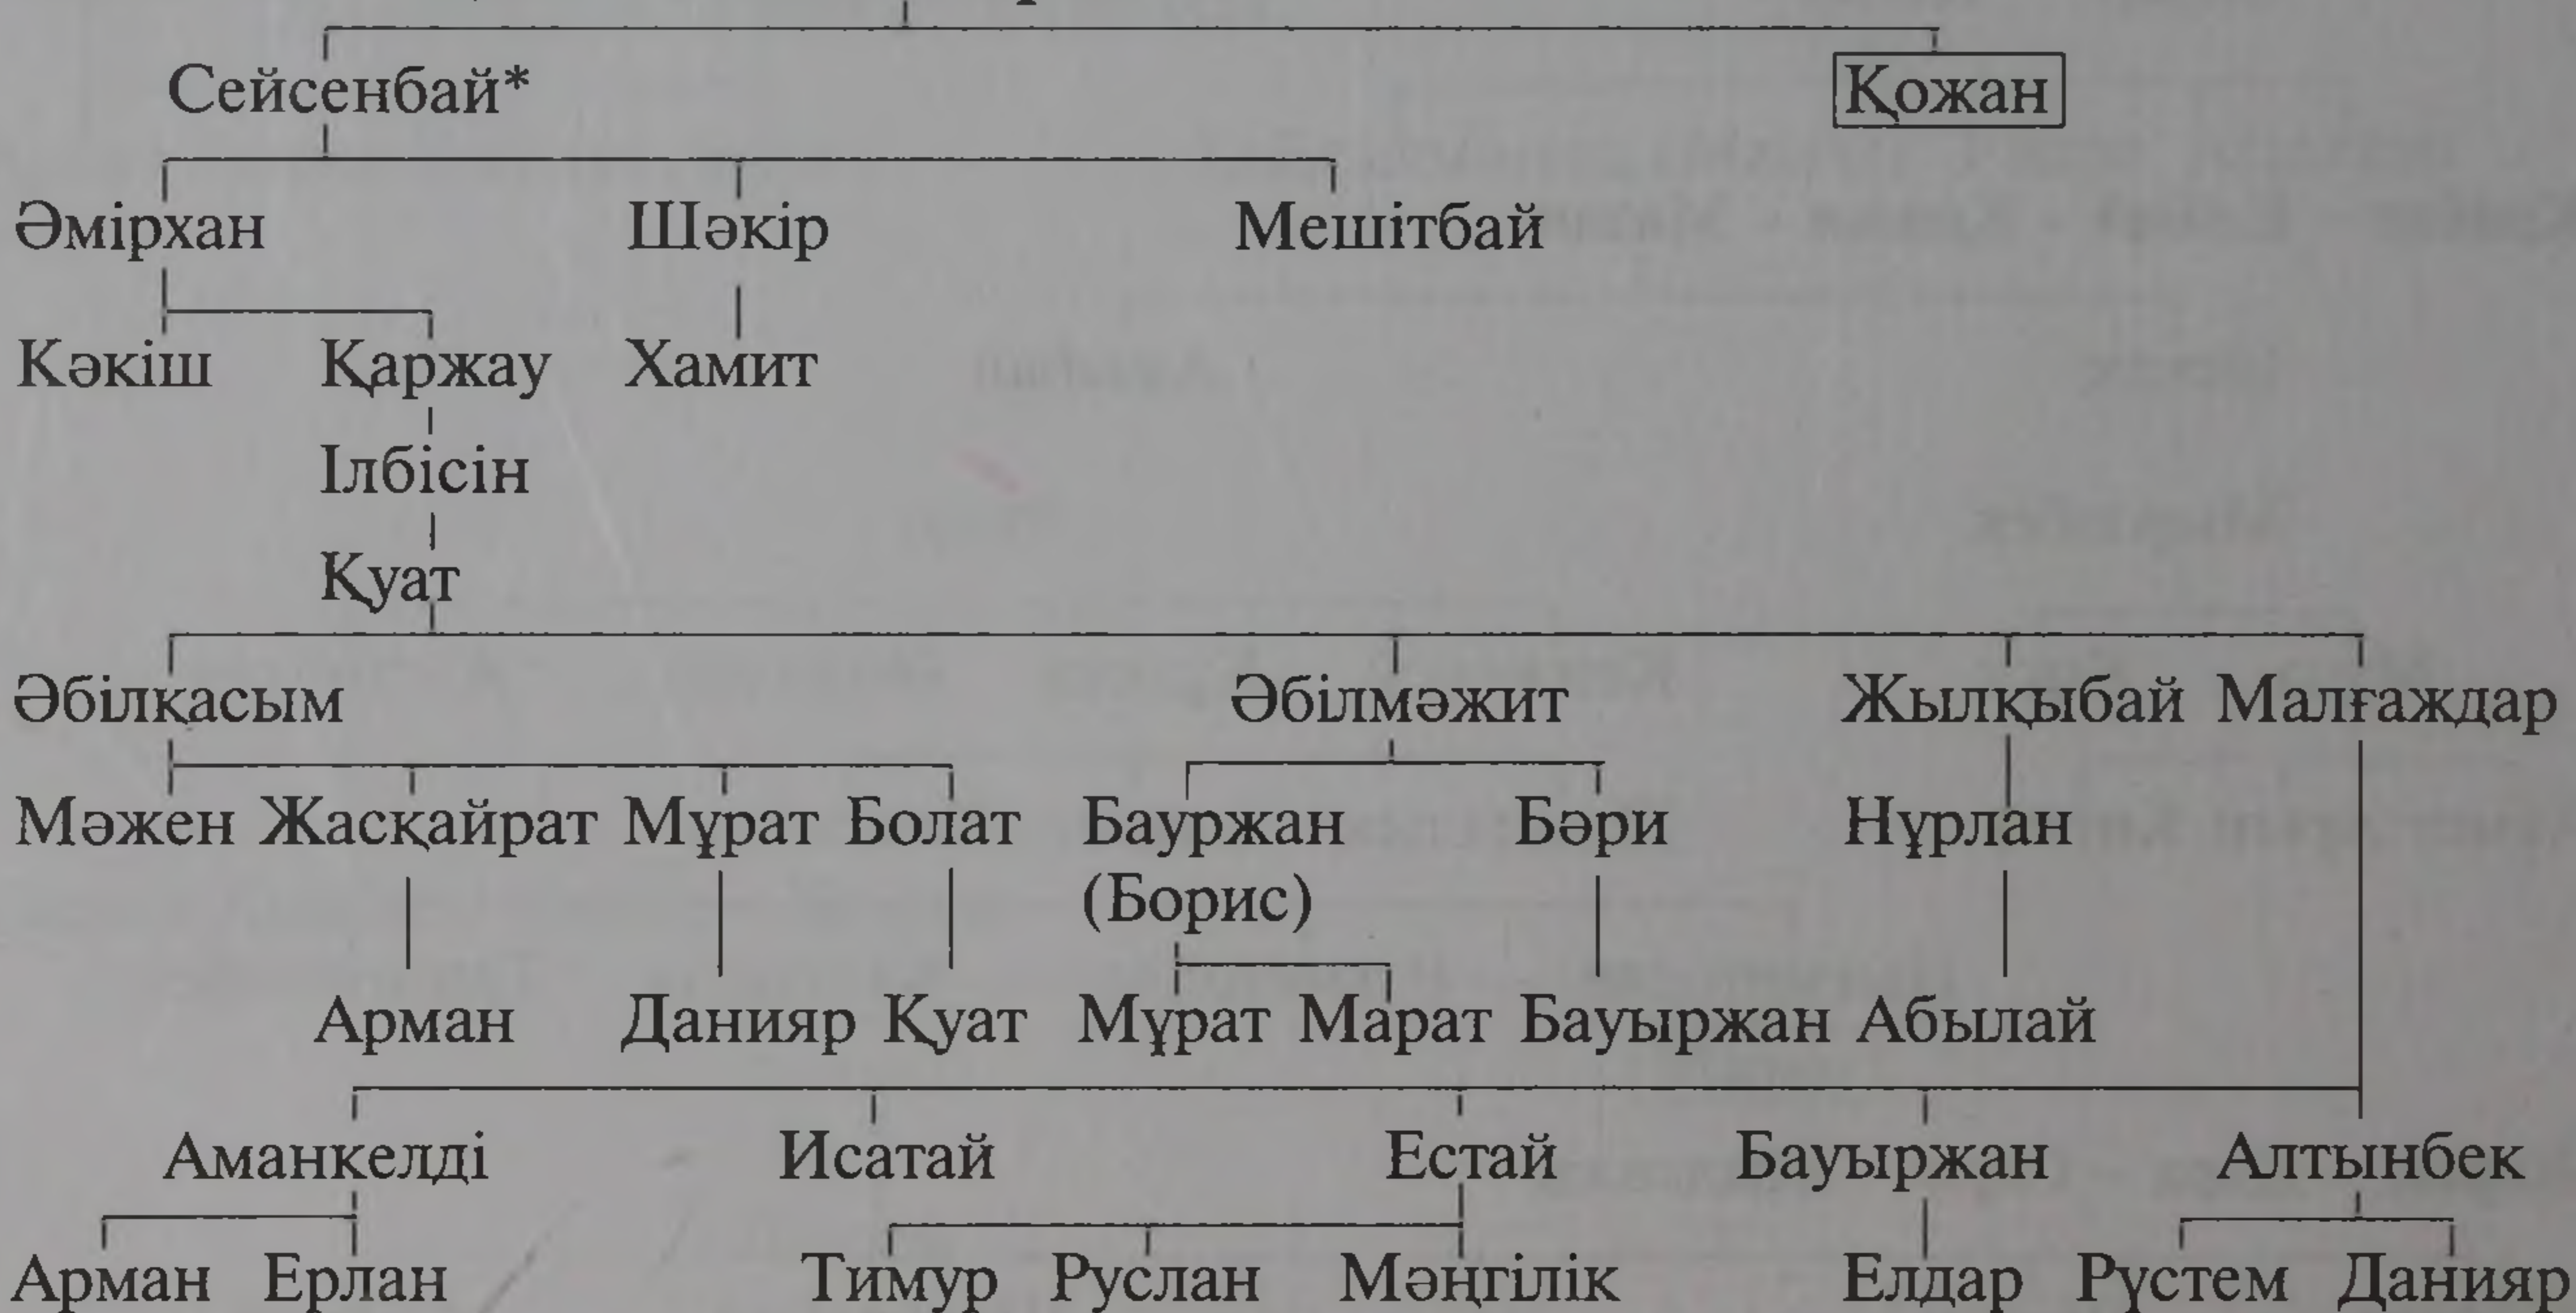 Сейсенбай* Қожан
Әмірхан Шәкір Мешітбай
Кәкіш Қаржау Хамит
Ілбісін
Қуат
Әбілқасым Әбілмәжит Жылқыбай Малғаждар
Мәжен Жасқайрат Мұрат Болат Бауржан Бәри Нұрлан
(Борис)
Арман Данияр Қуат Мұрат Марат Бауыржан Абылай
Аманкелді Исатай Естай Бауыржан Алтынбек
Арман Ерлан Тимур Руслан Мәңгілік Елдар Рүстем Данияр